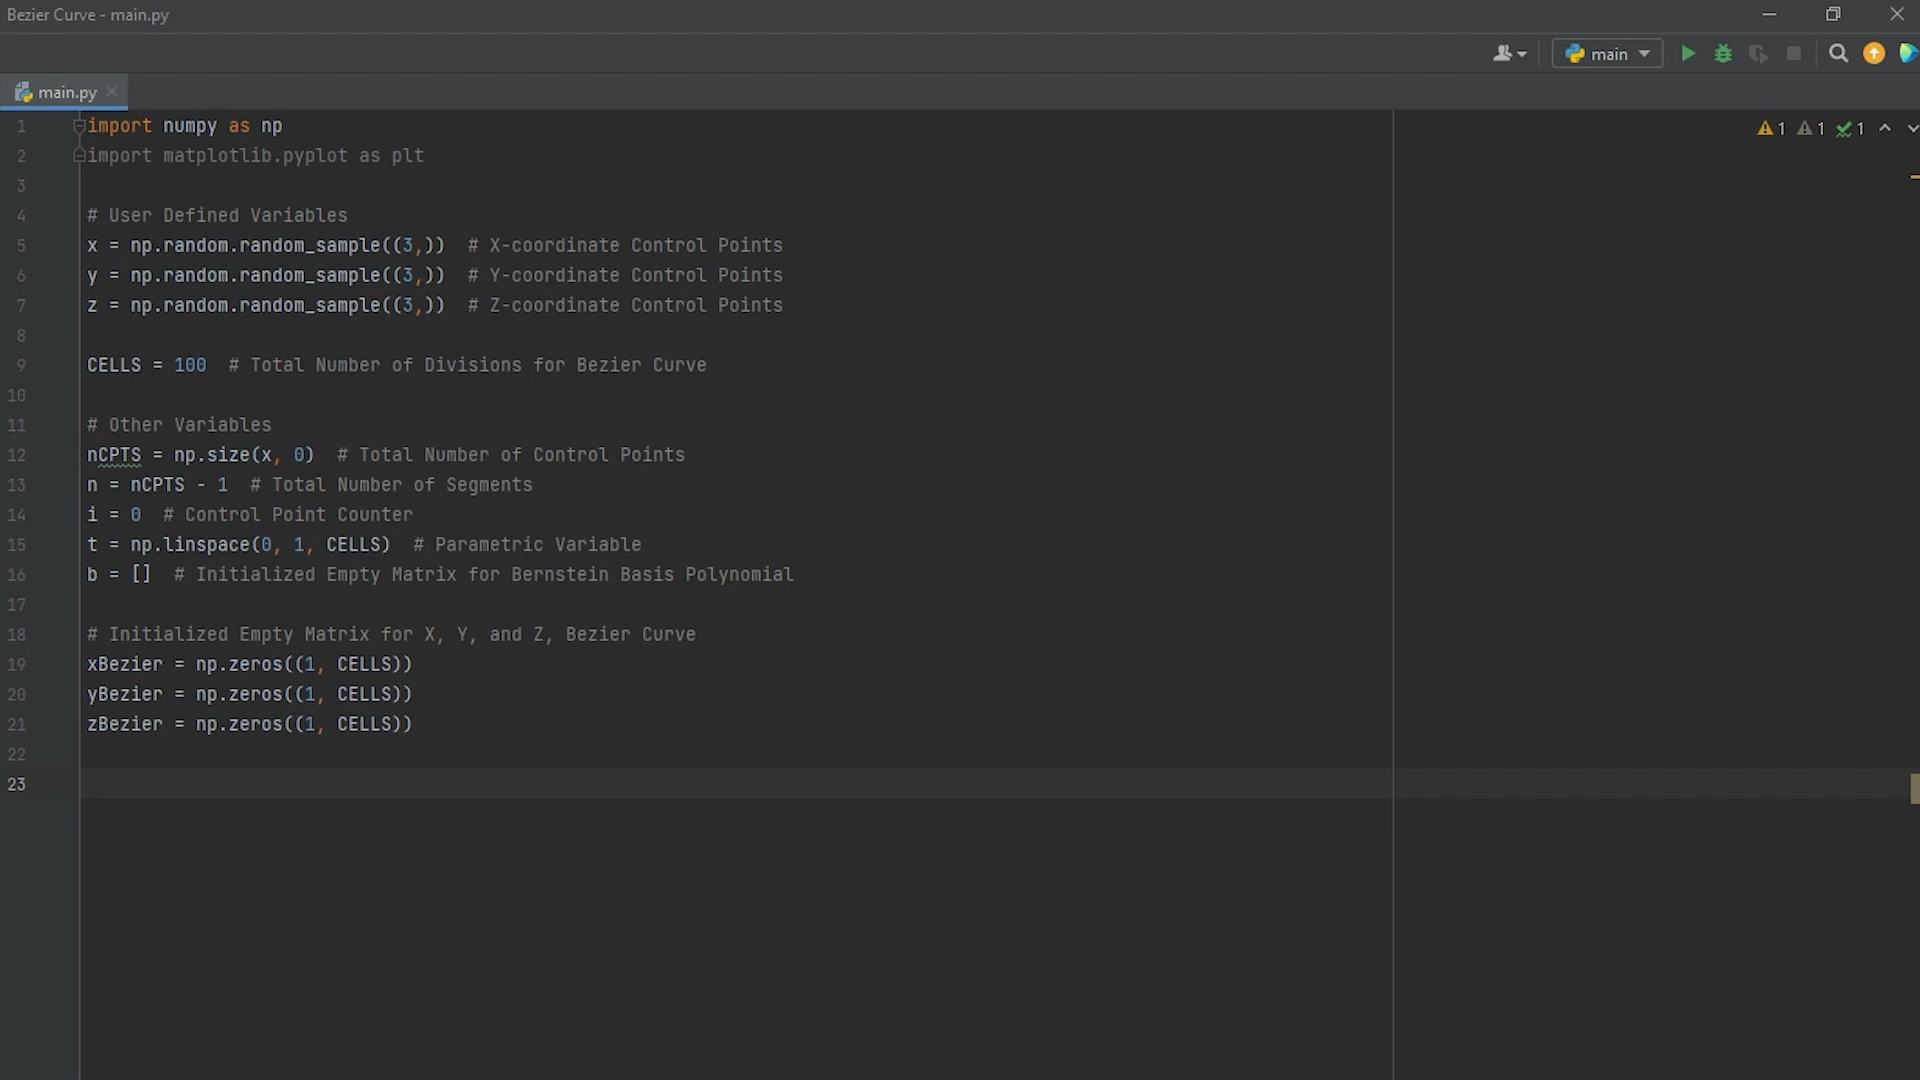 Bezier Curve - main.py
main
main.py
1 import numpy as np
1 1 1
2 import matplotlib.pyplot as plt
3
4 # User Defined Variables
5 x = np.random.random_sample((3,))  # X-coordinate Control Points
6 y = np.random.random_sample((3,))  # Y-coordinate Control Points
7 z = np.random.random_sample((3,))  # Z-coordinate Control Points
8
9 CELLS = 100  # Total Number of Divisions for Bezier Curve
10
11 # Other Variables
12 nCPTS = np.size(x, 0)  # Total Number of Control Points
13 n = nCPTS - 1  # Total Number of Segments
14 i = 0  # Control Point Counter
15 t = np.linspace(0, 1, CELLS)  # Parametric Variable
16 b = []  # Initialized Empty Matrix for Bernstein Basis Polynomial
17
18 # Initialized Empty Matrix for X, Y, and Z, Bezier Curve
19 xBezier = np.zeros((1, CELLS))
20 yBezier = np.zeros((1, CELLS))
21 zBezier = np.zeros((1, CELLS))
22
23